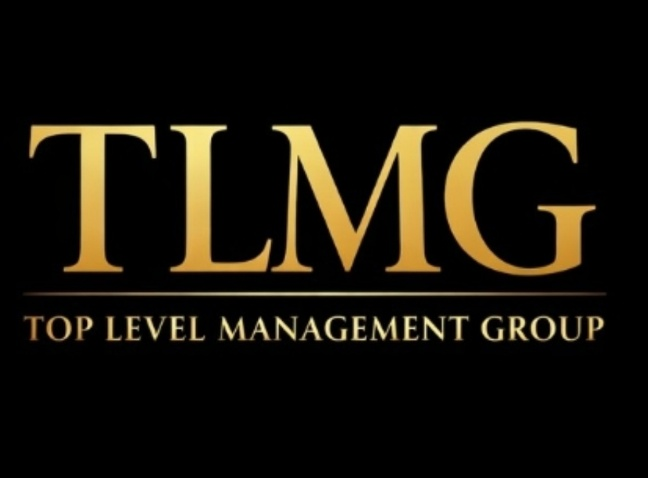 TLMG
TOP LEVEL MANAGEMENT GROUP